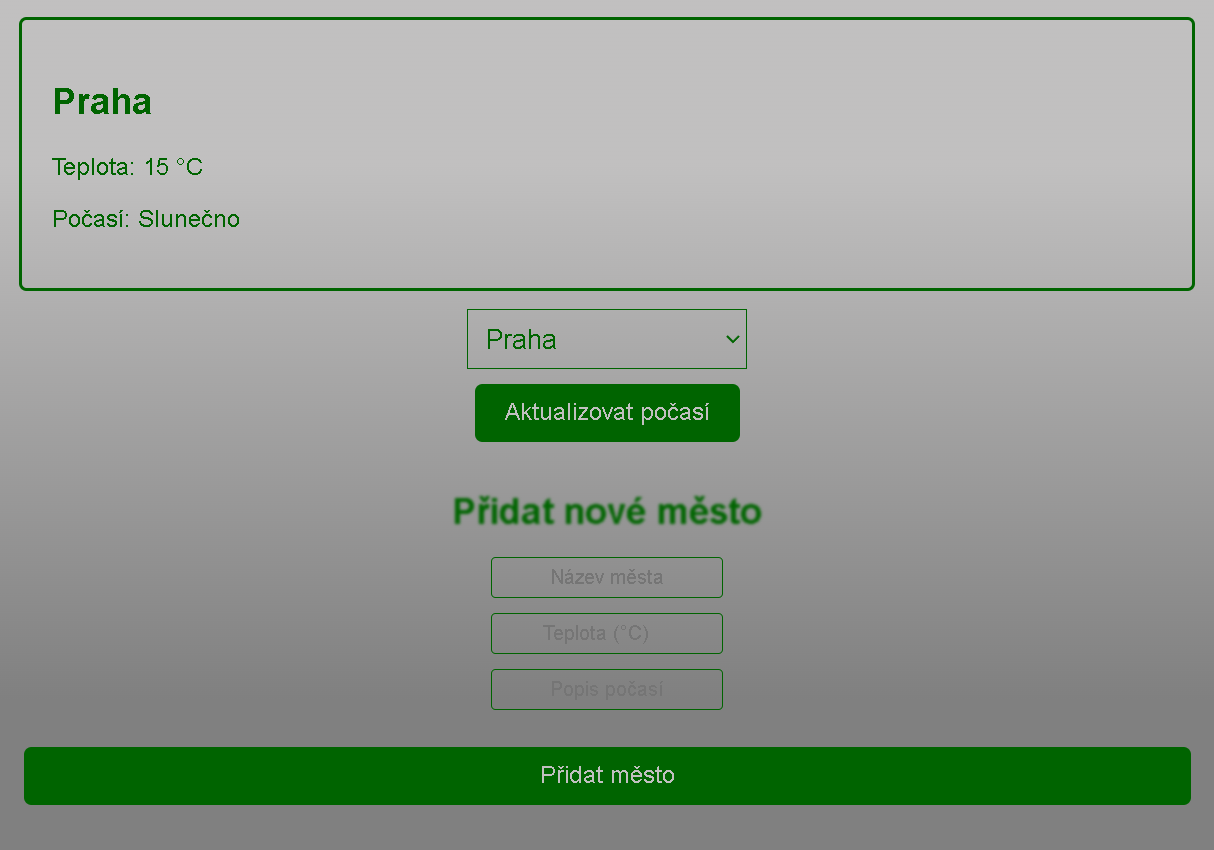 Praha
Teplota: 15 °C
Počasí: Slunečno
Praha
Aktualizovat počasí
Přidat nové město
Název města
Teplota (°C)
Popis počasí
Přidat město